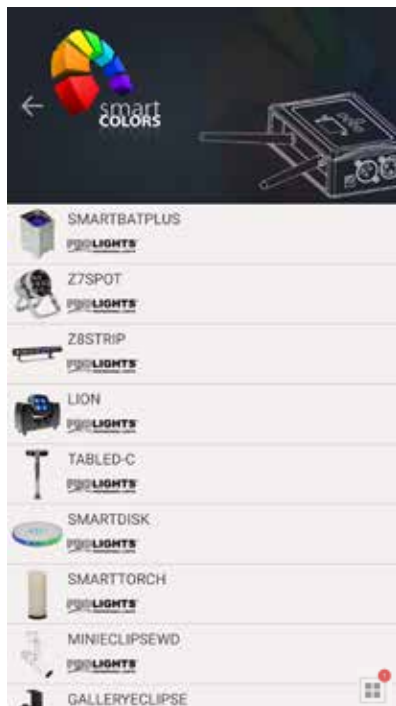 smart
COLORS
SMARTBATPLUS
PROLIGHTS
Z7SPOT
PROLIGHTS
Z8STRIP
PROLIGHTS
LION
PROLIGHTS
TABLED-C
PROLIGHTS
SMARTDISK
PROLIGHTS
SMARTTORCH
PROLIGHTS
MINIECLIPSEWD
PROLIGHTS
GALLERYECLIPSE